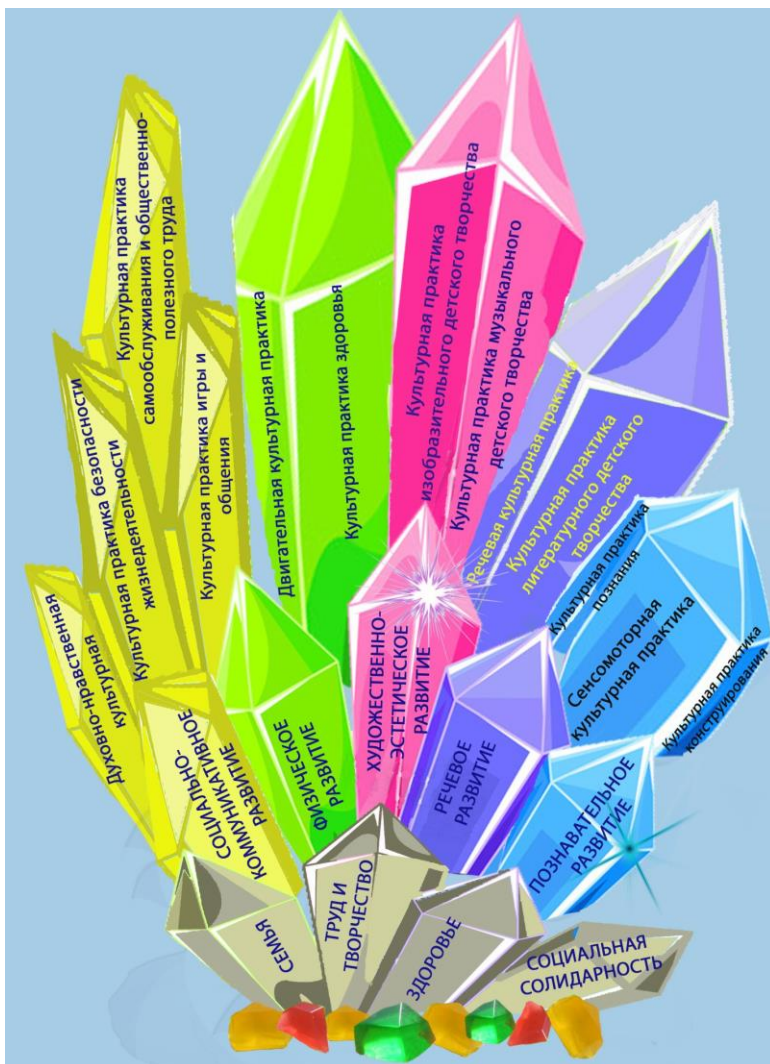 Культурная практика
самообслуживания и общественно-
полезного труда
Культурная практика безопасности
жизнедеятельности
Культурная практика игры и
общения
Духовно-нравственная
культурная
Двигательная культурная практика
Культурная практика здоровья
Культурная практика
изобразительного детского творчества
Культурная практика музыкального
детского творчества
Речевая культурная практика
Культурная практика
литературного детского
творчества
Культурная практика
познания
Сенсомоторная
культурная практика
Культурная практика
конструирования
СОЦИАЛЬНО-
КОММУНИКАТИВНОЕ
РАЗВИТИЕ
ФИЗИЧЕСКОЕ
РАЗВИТИЕ
ХУДОЖЕСТВЕННО-
ЭСТЕТИЧЕСКОЕ
РАЗВИТИЕ
РЕЧЕВОЕ
РАЗВИТИЕ
ПОЗНАВАТЕЛЬНОЕ
РАЗВИТИЕ
СЕМЬЯ
ТРУД И
ТВОРЧЕСТВО
ЗДОРОВЬЕ
СОЦИАЛЬНАЯ
СОЛИДАРНОСТЬ